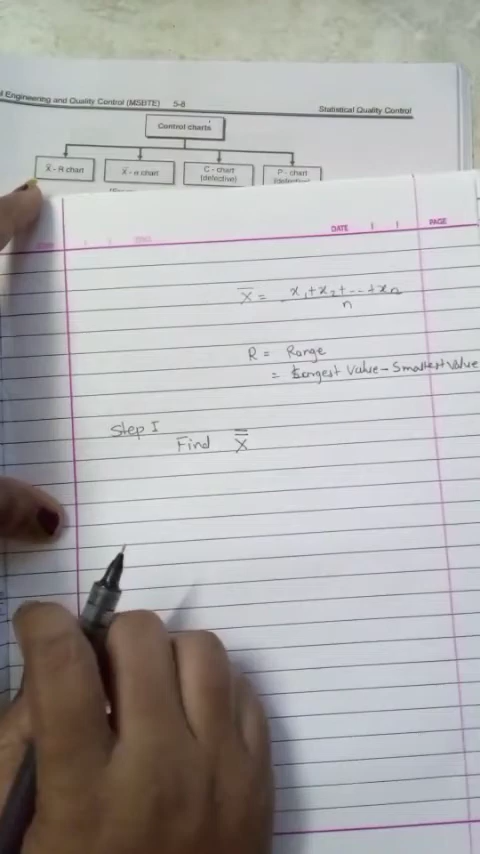 l Engineering and Quality Control (MSBTE) 5-8 Statistical Quality Control
Control charts
X̄ - R chart X̄ - σ chart C - chart P - chart
(defective)
DATE PAGE
X̄ = x₁+x₂+...+xn
n
R = Range
= Largest Value - Smallest Value
Step I
Find X̿